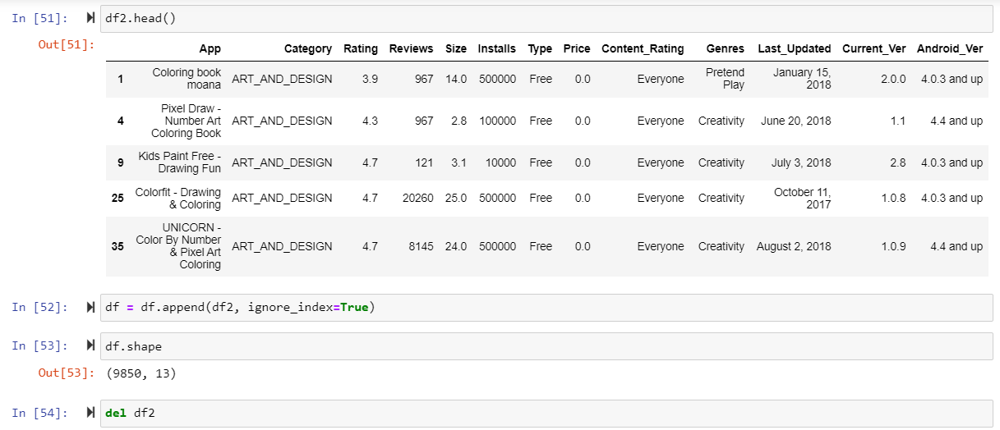 In [51]: df2.head()
Out[51]:
App Category Rating Reviews Size Installs Type Price Content_Rating Genres Last_Updated Current_Ver Android_Ver
1 Coloring book moana ART_AND_DESIGN 3.9 967 14.0 500000 Free 0.0 Everyone Pretend Play January 15, 2018 2.0.0 4.0.3 and up
4 Pixel Draw - Number Art Coloring Book ART_AND_DESIGN 4.3 967 2.8 100000 Free 0.0 Everyone Creativity June 20, 2018 1.1 4.4 and up
9 Kids Paint Free - Drawing Fun ART_AND_DESIGN 4.7 121 3.1 10000 Free 0.0 Everyone Creativity July 3, 2018 2.8 4.0.3 and up
25 Colorfit - Drawing & Coloring ART_AND_DESIGN 4.7 20260 25.0 500000 Free 0.0 Everyone Creativity October 11, 2017 1.0.8 4.0.3 and up
35 UNICORN - Color By Number & Pixel Art Coloring ART_AND_DESIGN 4.7 8145 24.0 500000 Free 0.0 Everyone Creativity August 2, 2018 1.0.9 4.4 and up
In [52]: df = df.append(df2, ignore_index=True)
In [53]: df.shape
Out[53]: (9850, 13)
In [54]: del df2